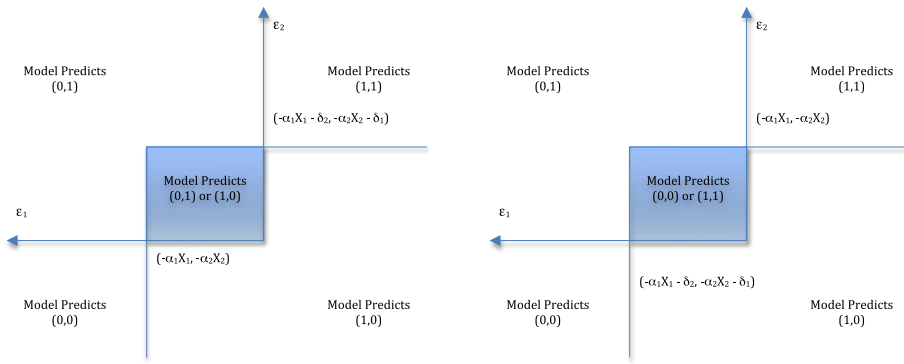 ε₂
Model Predicts
(0,1)
Model Predicts
(1,1)
(-α₁X₁ - δ₂, -α₂X₂ - δ₁)
Model Predicts
(0,1) or (1,0)
ε₁
(-α₁X₁, -α₂X₂)
Model Predicts
(0,0)
Model Predicts
(1,0)
ε₂
Model Predicts
(0,1)
Model Predicts
(1,1)
(-α₁X₁, -α₂X₂)
Model Predicts
(0,0) or (1,1)
ε₁
(-α₁X₁ - δ₂, -α₂X₂ - δ₁)
Model Predicts
(0,0)
Model Predicts
(1,0)